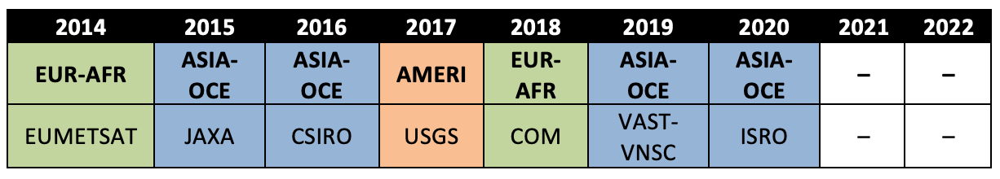 2014 2015 2016 2017 2018 2019 2020 2021 2022
EUR-AFR ASIA-OCE ASIA-OCE AMERI EUR-AFR ASIA-OCE ASIA-OCE – –
EUMETSAT JAXA CSIRO USGS COM VAST-VNSC ISRO – –